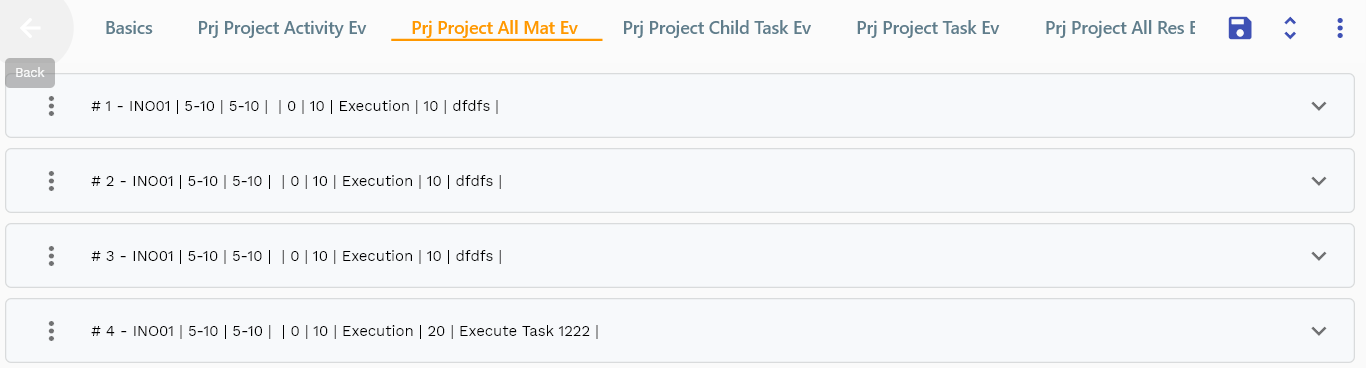 Basics Prj Project Activity Ev Prj Project All Mat Ev Prj Project Child Task Ev Prj Project Task Ev Prj Project All Res E
Back
# 1 - INO01 | 5-10 | 5-10 | | 0 | 10 | Execution | 10 | dfdfs |
# 2 - INO01 | 5-10 | 5-10 | | 0 | 10 | Execution | 10 | dfdfs |
# 3 - INO01 | 5-10 | 5-10 | | 0 | 10 | Execution | 10 | dfdfs |
# 4 - INO01 | 5-10 | 5-10 | | 0 | 10 | Execution | 20 | Execute Task 1222 |